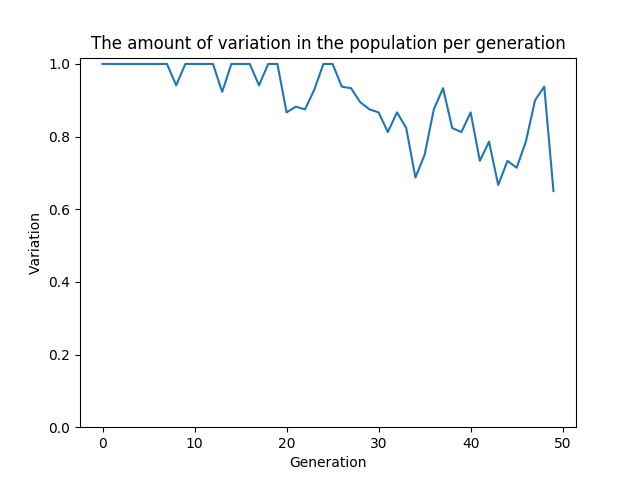 The amount of variation in the population per generation
1.0
0.8
0.6
0.4
0.2
0.0
Variation
0 10 20 30 40 50
Generation